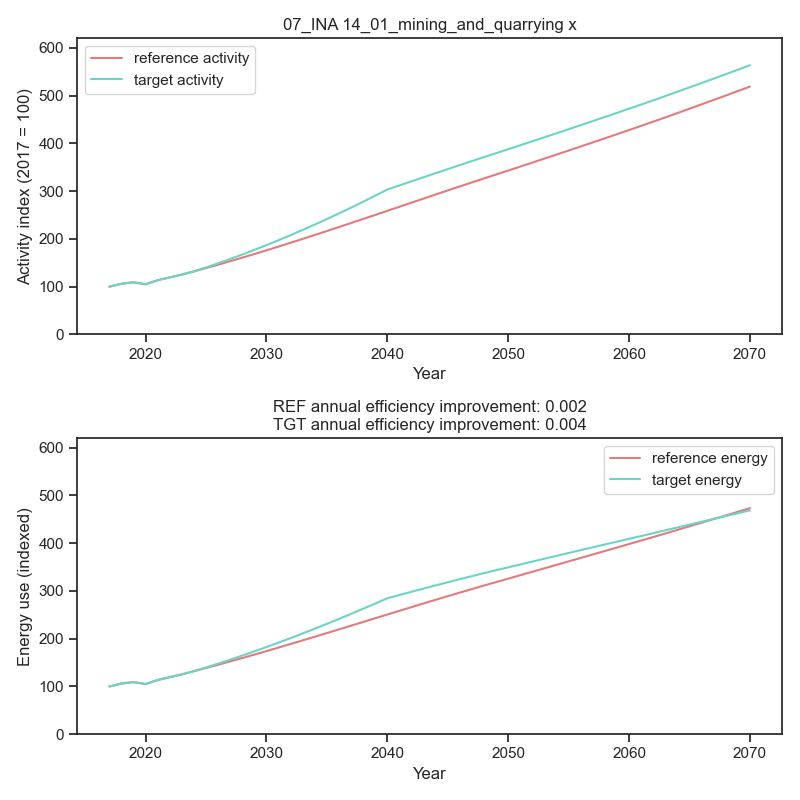 07_INA 14_01_mining_and_quarrying x
reference activity
target activity
Activity index (2017 = 100)
600
500
400
300
200
100
0
2020 2030 2040 2050 2060 2070
Year
REF annual efficiency improvement: 0.002
TGT annual efficiency improvement: 0.004
reference energy
target energy
Energy use (indexed)
600
500
400
300
200
100
0
2020 2030 2040 2050 2060 2070
Year